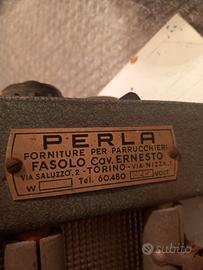 PERLA
FORNITURE PER PARRUCCHIERI
FASOLO Cav. ERNESTO
VIA SALUZZO, 2 - TORINO - VIA NIZZA,
W Tel. 60.480 VOLT
subito